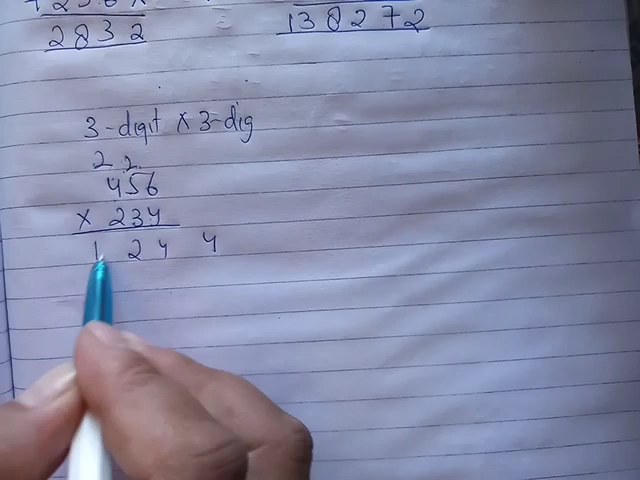 2832
138272
3-digit x 3-dig
2 2
456
x 234
1 2 4 4